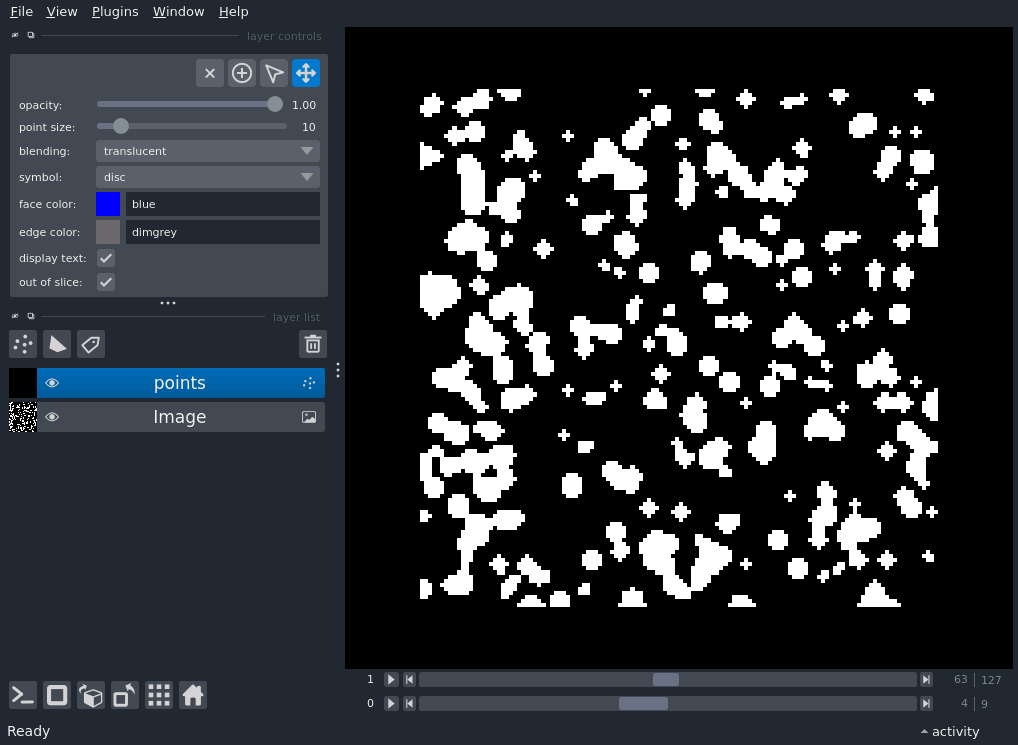 File View Plugins Window Help
layer controls
opacity: 1.00
point size: 10
blending: translucent
symbol: disc
face color: blue
edge color: dimgrey
display text:
out of slice:
layer list
points
Image
1 63 127
0 4 9
Ready activity